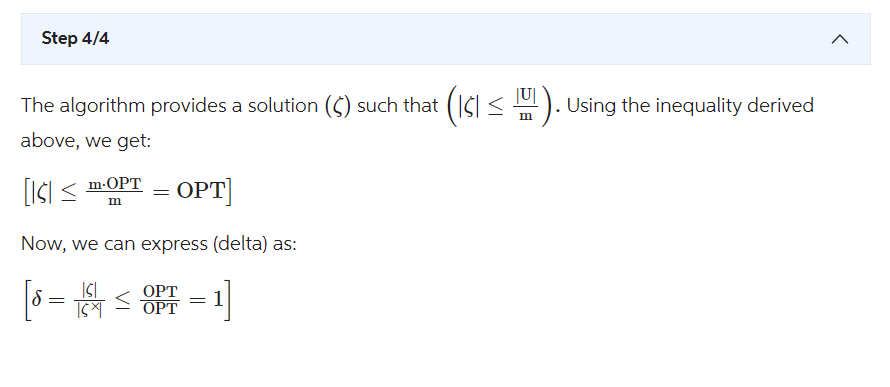 Step 4/4
The algorithm provides a solution (ζ) such that (|ζ| ≤ |U|/m). Using the inequality derived
above, we get:
[|ζ| ≤ m·OPT/m = OPT]
Now, we can express (delta) as:
[δ = |ζ|/|ζ×| ≤ OPT/OPT = 1]